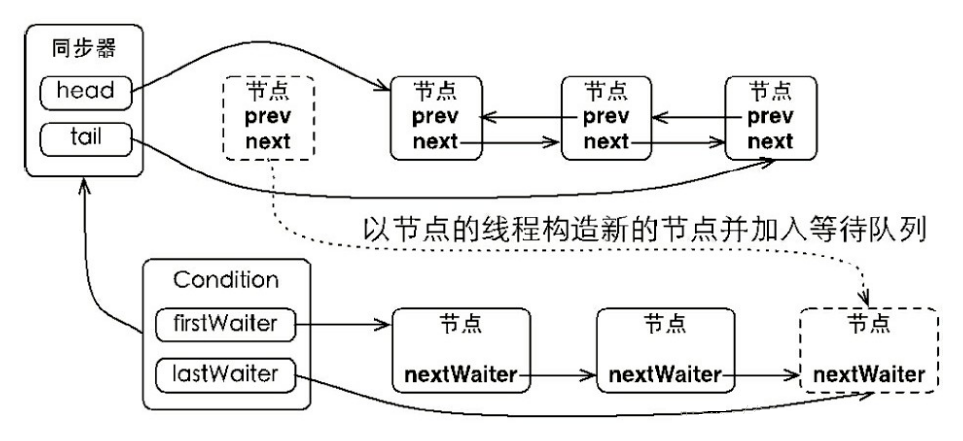 同步器
head
tail
节点
prev
next
节点
prev
next
节点
prev
next
节点
prev
next
以节点的线程构造新的节点并加入等待队列
Condition
firstWaiter
lastWaiter
节点
nextWaiter
节点
nextWaiter
节点
nextWaiter